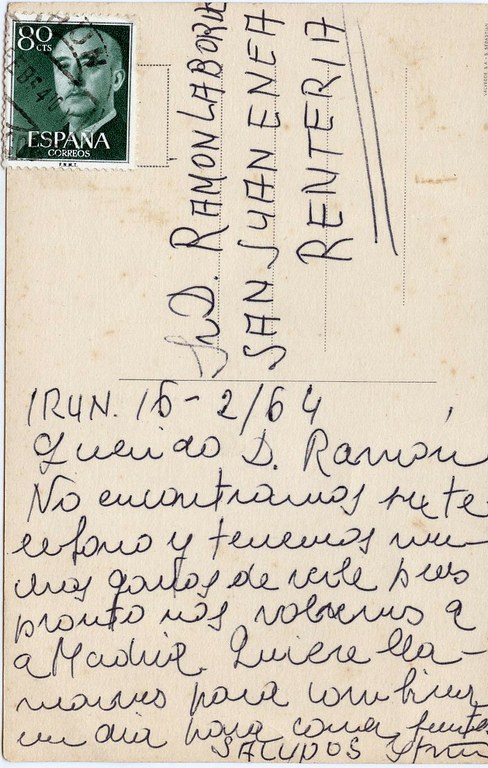 80
CTS
ESPAÑA
CORREOS
F.N.M.T.
Sr D. RAMON LABORDE
SAN JUAN ENEA
RENTERIA
IRUN. 16-2/64
Querido D. Ramón
No encontramos su te
lefono y tenemos mu-
chas ganas de verle pues
pronto nos volvemos a
a Madrid. Quiere lla-
marnos para combinar
un dia para comer juntos
SALUDOS